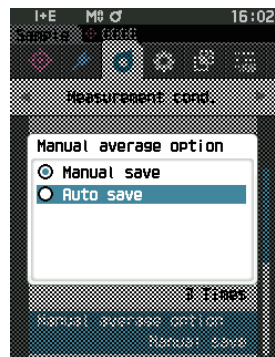 I+E M0 16:02
Sample
Measurement cond.
Manual average option
Manual save
Auto save
3 Times
Manual average option
Manual save